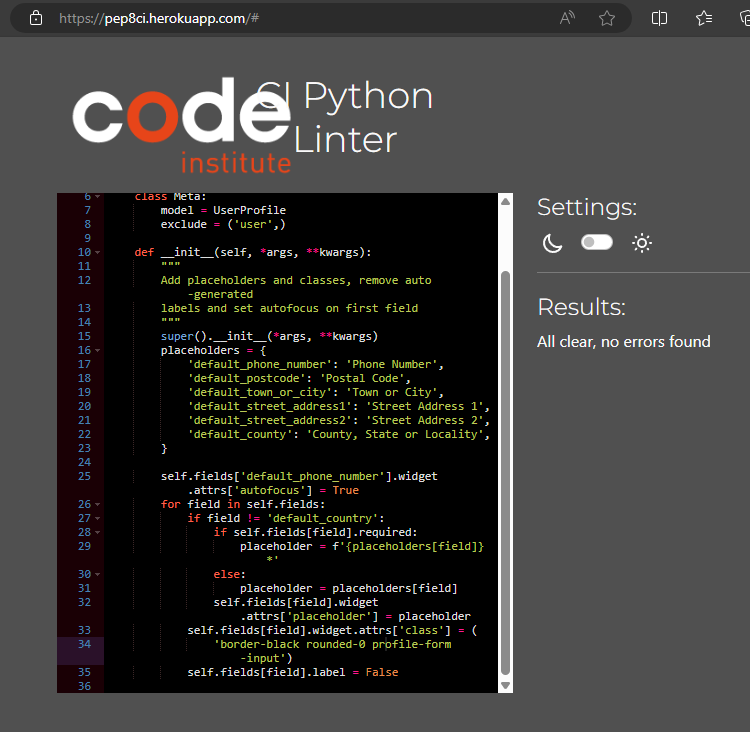 https://pep8ci.herokuapp.com/#
code
institute
CI Python
Linter
6 class Meta:
7 model = UserProfile
8 exclude = ('user',)
9
10 def __init__(self, *args, **kwargs):
11 """
12 Add placeholders and classes, remove auto
-generated
13 labels and set autofocus on first field
14 """
15 super().__init__(*args, **kwargs)
16 placeholders = {
17 'default_phone_number': 'Phone Number',
18 'default_postcode': 'Postal Code',
19 'default_town_or_city': 'Town or City',
20 'default_street_address1': 'Street Address 1',
21 'default_street_address2': 'Street Address 2',
22 'default_county': 'County, State or Locality',
23 }
24
25 self.fields['default_phone_number'].widget
.attrs['autofocus'] = True
26 for field in self.fields:
27 if field != 'default_country':
28 if self.fields[field].required:
29 placeholder = f'{placeholders[field]}
*'
30 else:
31 placeholder = placeholders[field]
32 self.fields[field].widget
.attrs['placeholder'] = placeholder
33 self.fields[field].widget.attrs['class'] = (
34 'border-black rounded-0 profile-form
-input')
35 self.fields[field].label = False
36
Settings:
Results:
All clear, no errors found